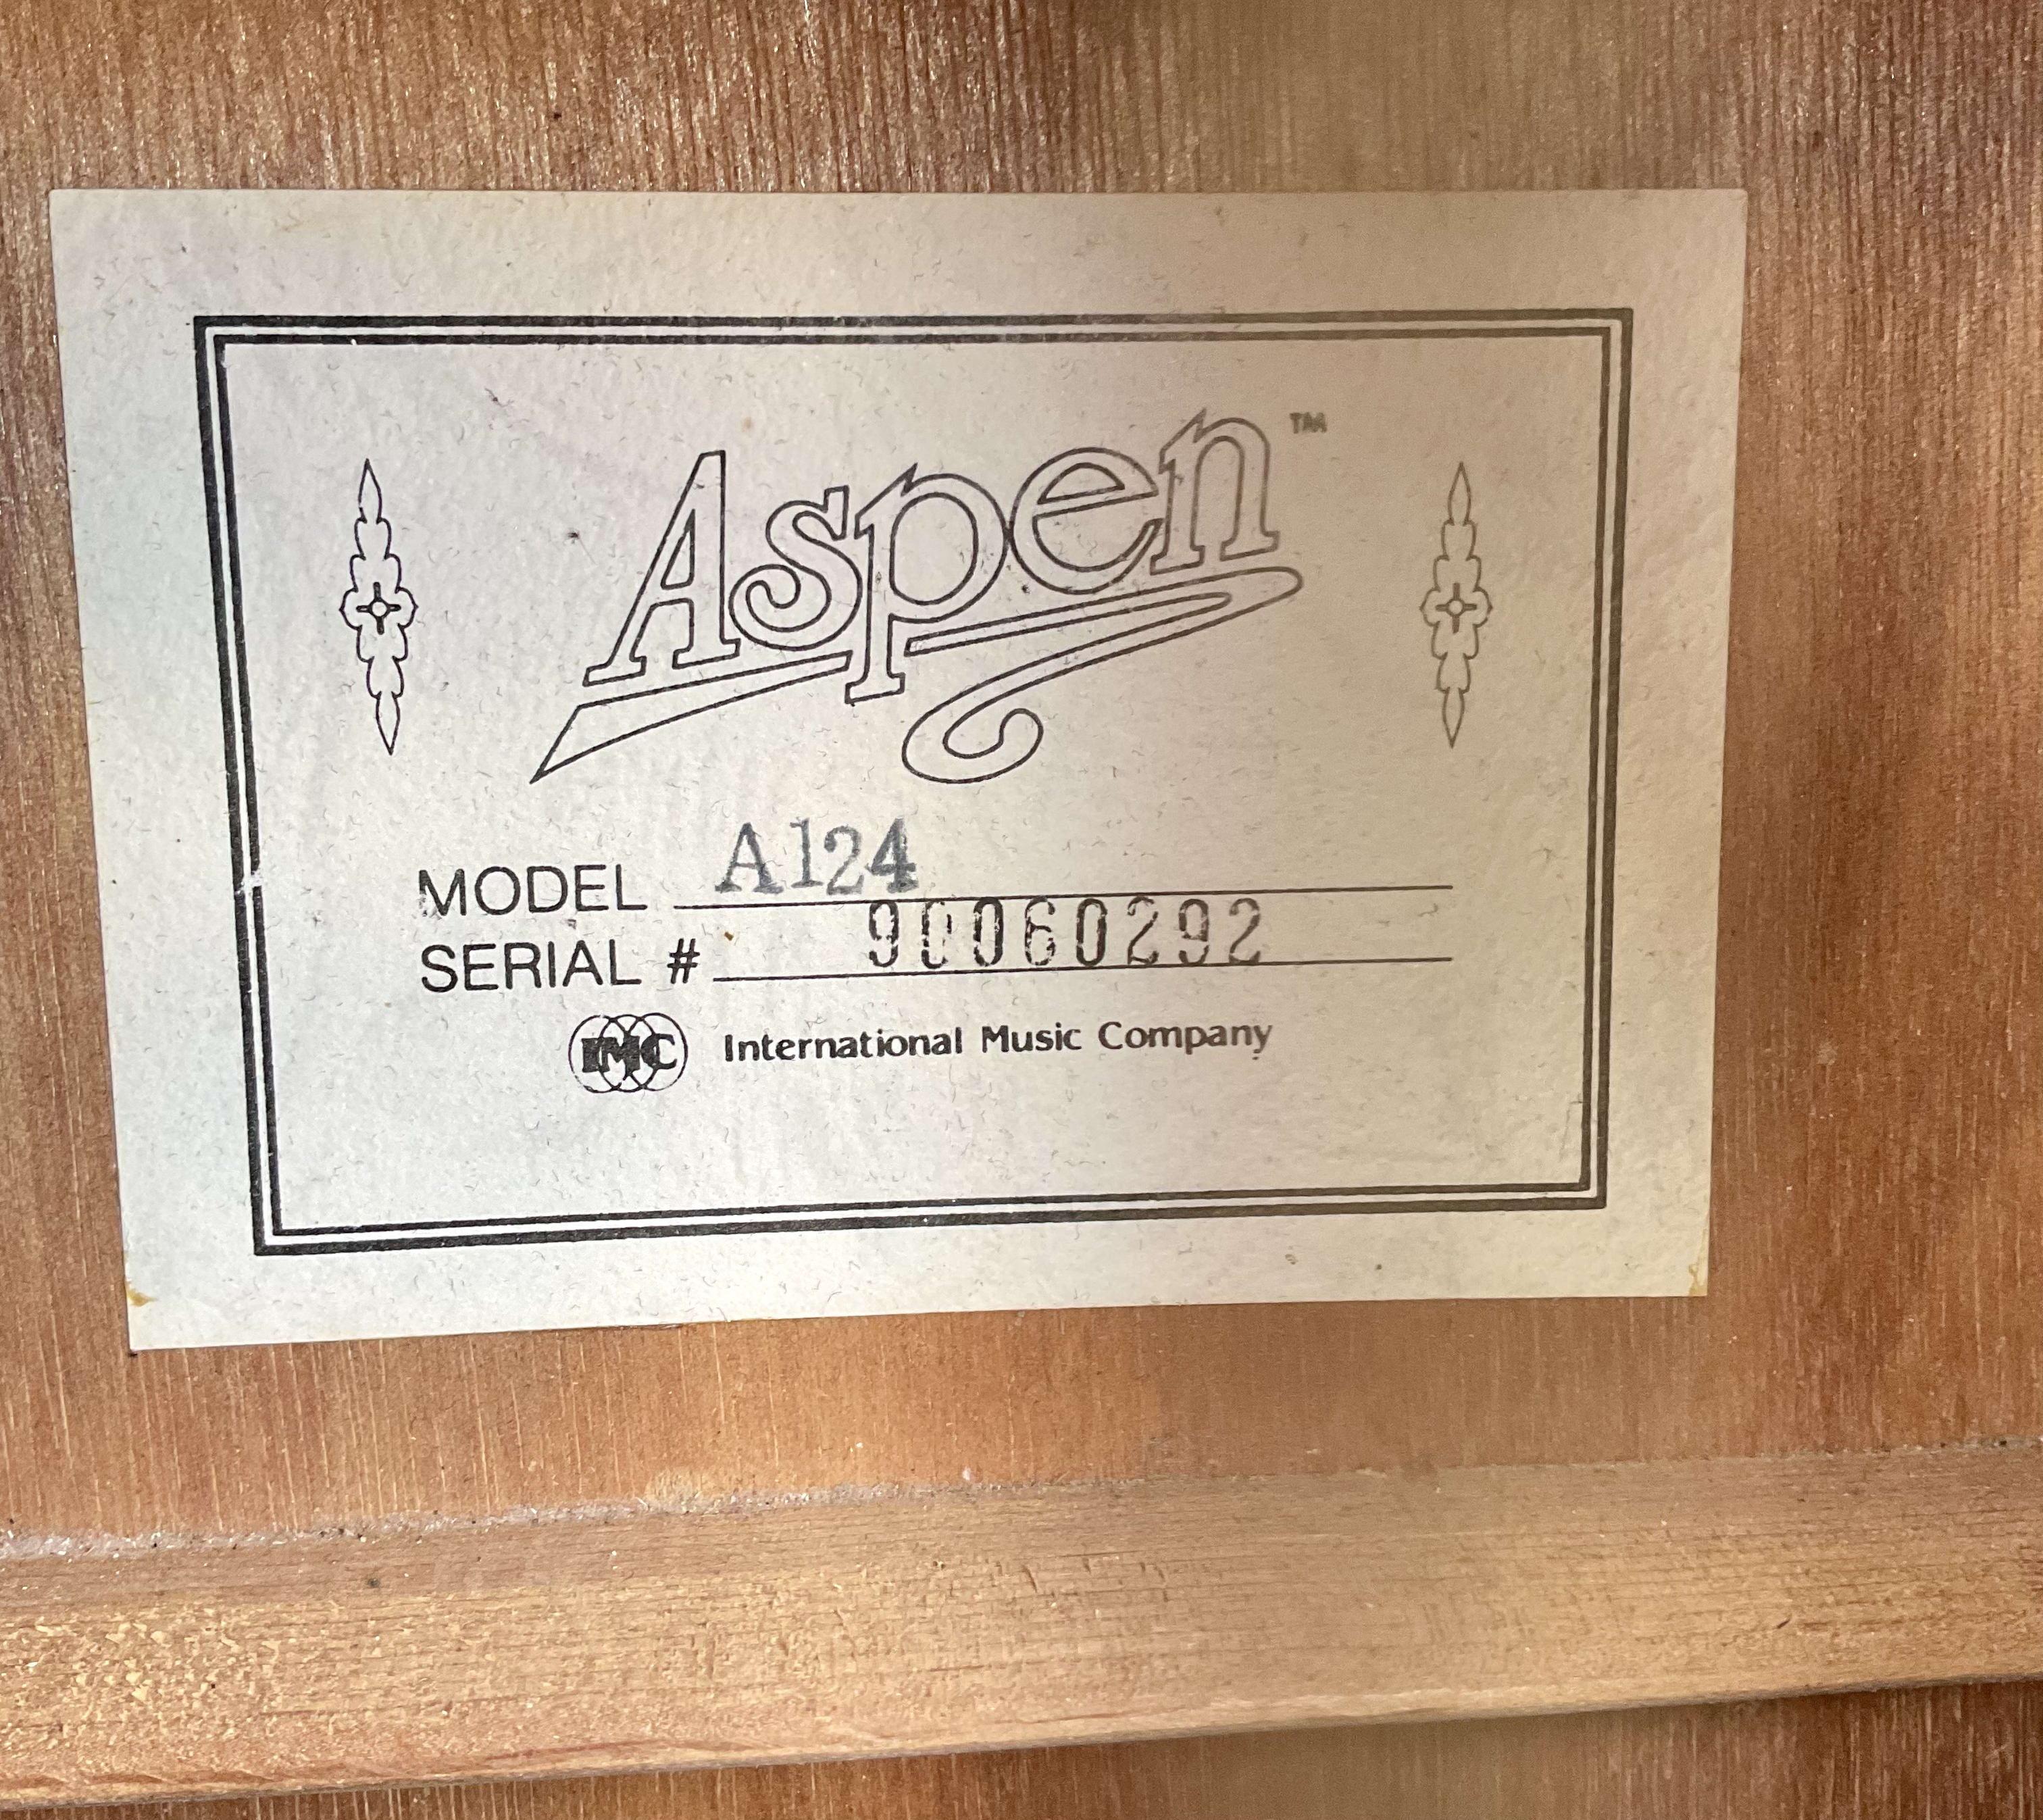 Aspen™
MODEL A124
SERIAL # 90060292
IMC International Music Company